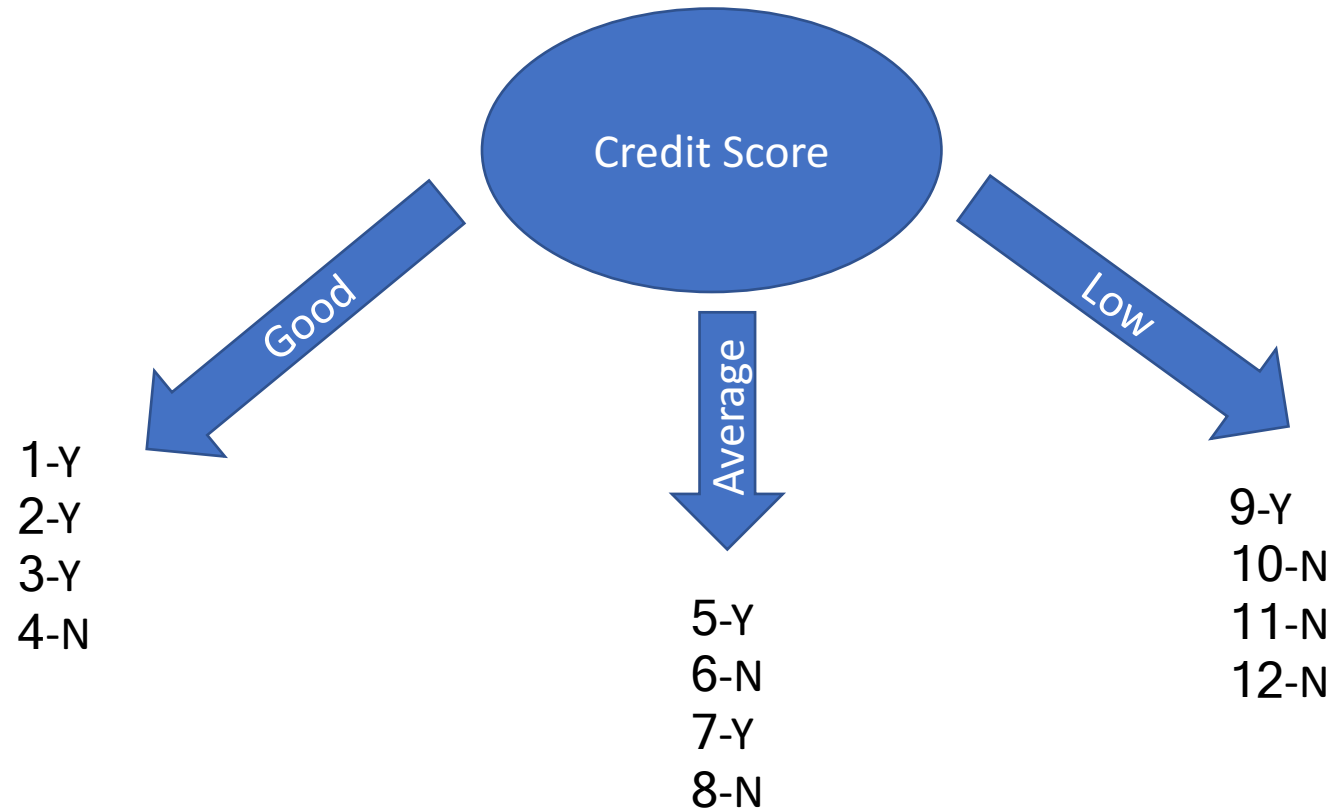 Credit Score
Good
Average
Low
1-Y
2-Y
3-Y
4-N
5-Y
6-N
7-Y
8-N
9-Y
10-N
11-N
12-N